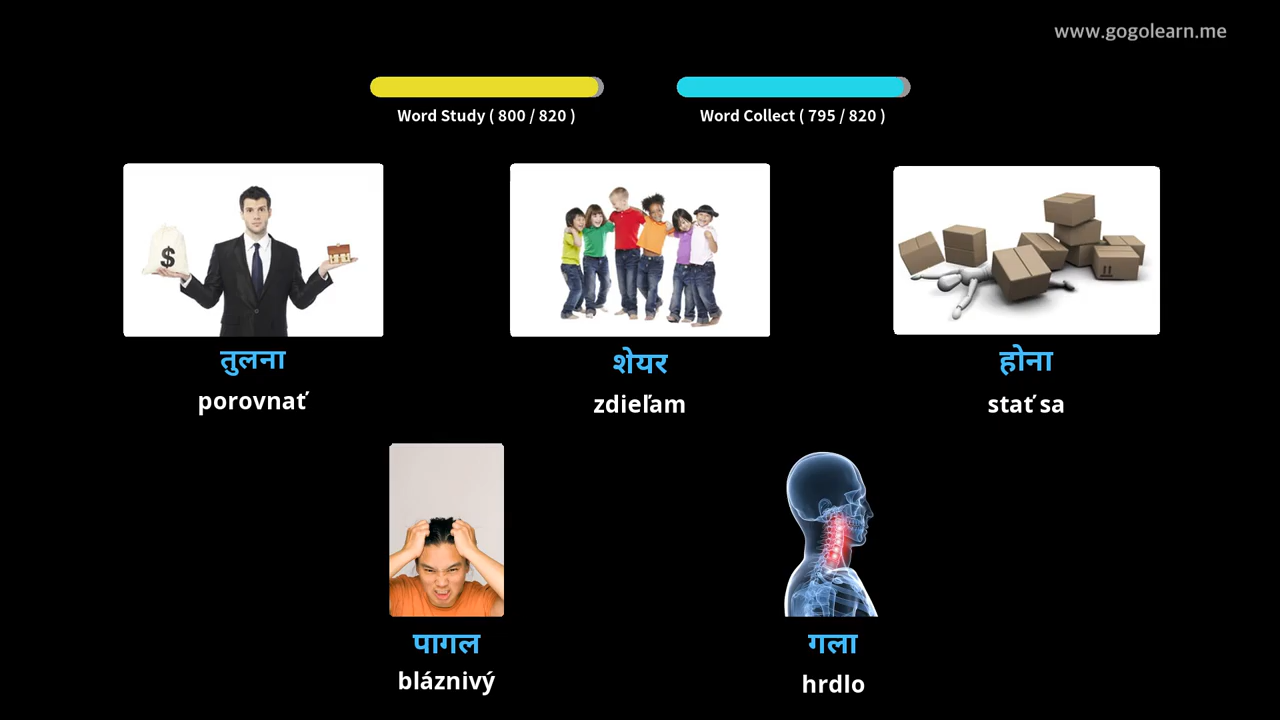 www.gogolearn.me
Word Study ( 800 / 820 )
Word Collect ( 795 / 820 )
तुलना
शेयर
होना
porovnať
zdieľam
stať sa
पागल
गला
bláznivý
hrdlo